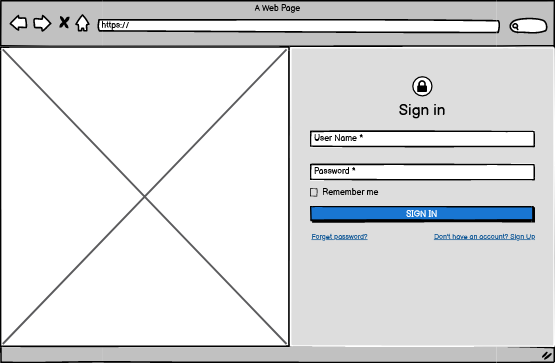 A Web Page
https://
Sign in
User Name *
Password *
Remember me
SIGN IN
Forget password?
Don't have an account? Sign Up